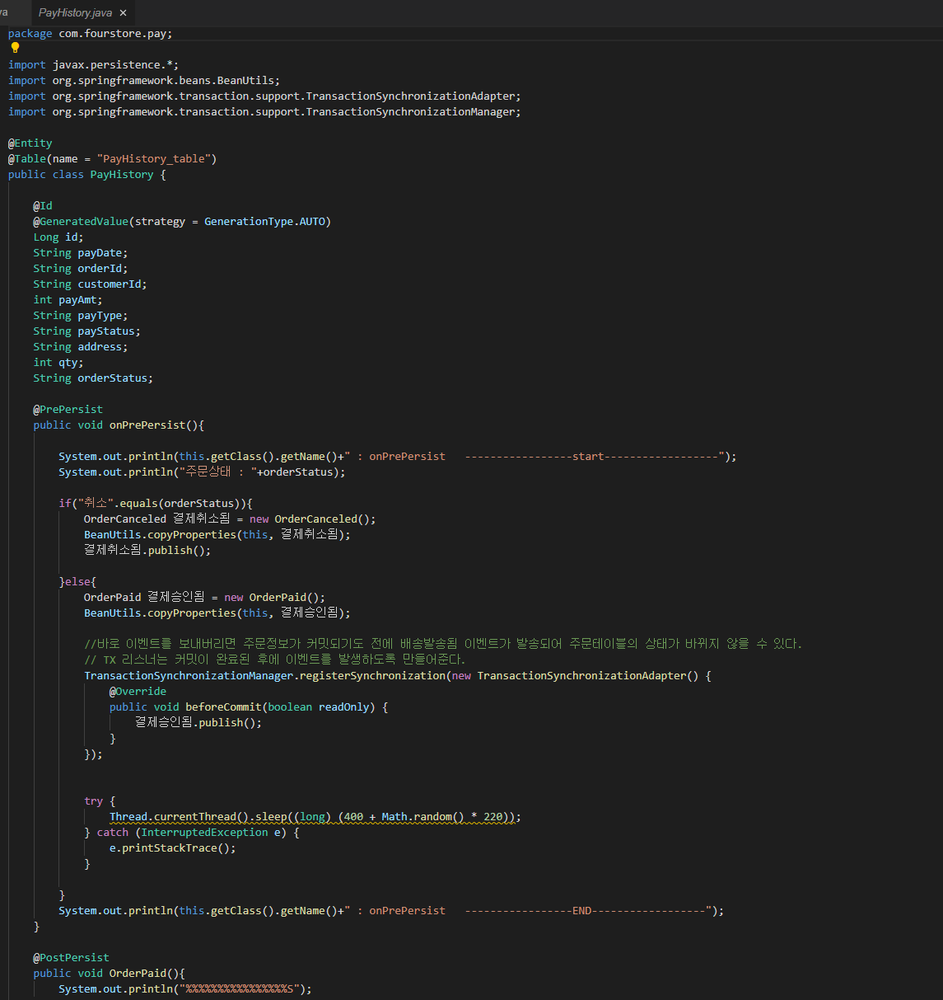 va
PayHistory.java ×
package com.fourstore.pay;
import javax.persistence.*;
import org.springframework.beans.BeanUtils;
import org.springframework.transaction.support.TransactionSynchronizationAdapter;
import org.springframework.transaction.support.TransactionSynchronizationManager;
@Entity
@Table(name = "PayHistory_table")
public class PayHistory {
@Id
@GeneratedValue(strategy = GenerationType.AUTO)
Long id;
String payDate;
String orderId;
String customerId;
int payAmt;
String payType;
String payStatus;
String address;
int qty;
String orderStatus;
@PrePersist
public void onPrePersist(){
System.out.println(this.getClass().getName()+" : onPrePersist   -----------------start------------------");
System.out.println("주문상태 : "+orderStatus);
if("취소".equals(orderStatus)){
OrderCanceled 결제취소됨 = new OrderCanceled();
BeanUtils.copyProperties(this, 결제취소됨);
결제취소됨.publish();
}else{
OrderPaid 결제승인됨 = new OrderPaid();
BeanUtils.copyProperties(this, 결제승인됨);
//바로 이벤트를 보내버리면 주문정보가 커밋되기도 전에 배송발송됨 이벤트가 발송되어 주문테이블의 상태가 바뀌지 않을 수 있다.
// TX 리스너는 커밋이 완료된 후에 이벤트를 발생하도록 만들어준다.
TransactionSynchronizationManager.registerSynchronization(new TransactionSynchronizationAdapter() {
@Override
public void beforeCommit(boolean readOnly) {
결제승인됨.publish();
}
});
try {
Thread.currentThread().sleep((long) (400 + Math.random() * 220));
} catch (InterruptedException e) {
e.printStackTrace();
}
}
System.out.println(this.getClass().getName()+" : onPrePersist   -----------------END------------------");
}
@PostPersist
public void OrderPaid(){
System.out.println("%%%%%%%%%%%%%%%%S");